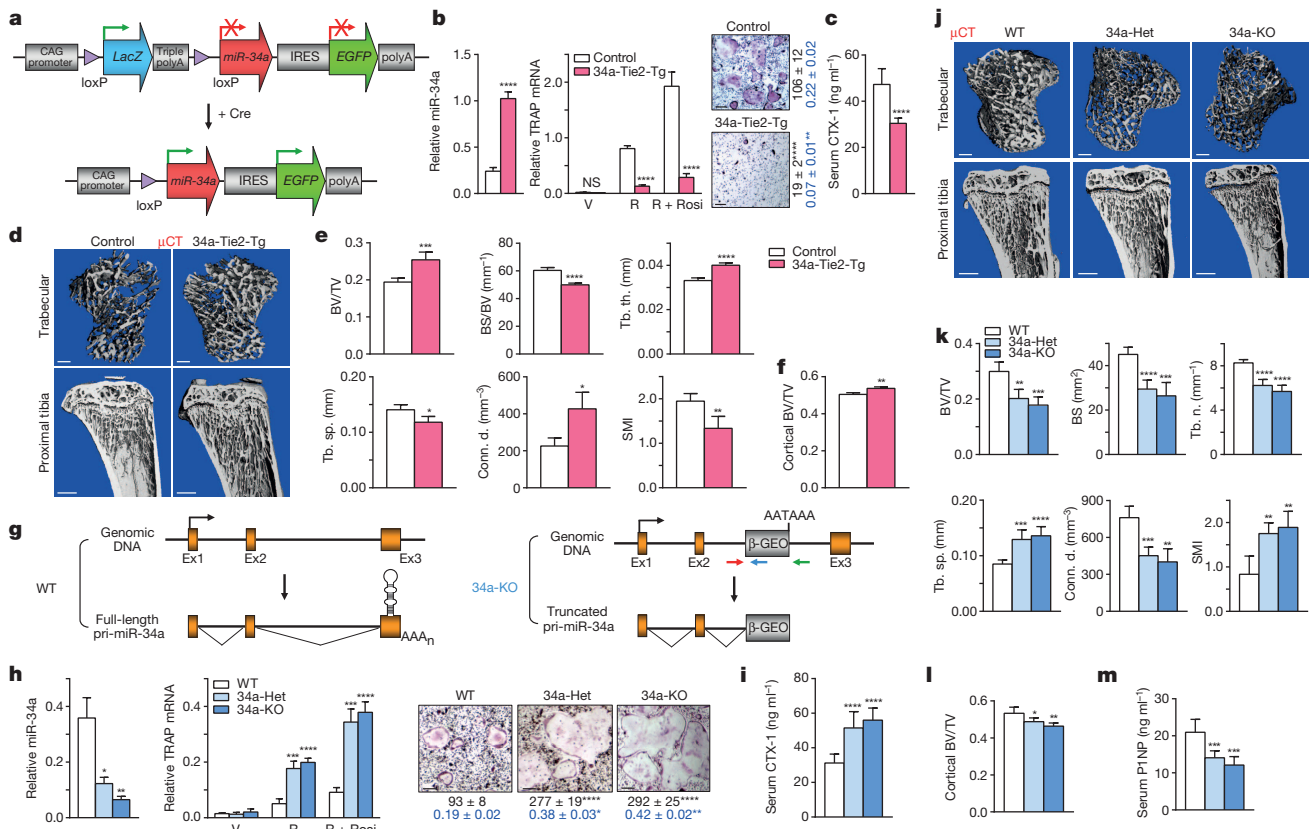 a
CAG promoter
loxP
LacZ
Triple polyA
loxP
miR-34a
IRES
EGFP
polyA
+ Cre
CAG promoter
loxP
miR-34a
IRES
EGFP
polyA
b
Relative miR-34a
1.5
1.0
0.5
0.0
****
Relative TRAP mRNA
2.5
2.0
1.5
1.0
0.5
0.0
Control
34a-Tie2-Tg
NS
****
****
V
R
R + Rosi
Control
106 ± 12
0.22 ± 0.02
34a-Tie2-Tg
19 ± 2****
0.07 ± 0.01**
c
Serum CTX-1 (ng ml–1)
60
40
20
0
****
d
Control
μCT
34a-Tie2-Tg
Trabecular
Proximal tibia
e
BV/TV
0.3
0.2
0.1
0.0
***
BS/BV (mm–1)
80
60
40
20
0
****
Tb. th. (mm)
0.04
0.02
0.00
****
Control
34a-Tie2-Tg
Tb. sp. (mm)
0.15
0.10
0.05
0.00
*
Conn. d. (mm–3)
600
400
200
0
*
SMI
2.0
1.0
0.0
**
f
Cortical BV/TV
0.6
0.4
0.2
0.0
**
g
WT
Genomic DNA
Ex1
Ex2
Ex3
Full-length pri-miR-34a
AAAn
34a-KO
Genomic DNA
Ex1
Ex2
β-GEO
AATAAA
Ex3
Truncated pri-miR-34a
β-GEO
h
Relative miR-34a
0.4
0.2
0.0
*
**
Relative TRAP mRNA
0.4
0.2
0.0
WT
34a-Het
34a-KO
***
****
***
****
V
R
R + Rosi
WT
34a-Het
34a-KO
93 ± 8
277 ± 19****
292 ± 25****
0.19 ± 0.02
0.38 ± 0.03*
0.42 ± 0.02**
i
Serum CTX-1 (ng ml–1)
80
60
40
20
0
****
****
j
μCT
WT
34a-Het
34a-KO
Trabecular
Proximal tibia
k
WT
34a-Het
34a-KO
BV/TV
0.4
0.2
0.0
**
***
BS (mm2)
50
25
0
****
***
Tb. n. (mm–1)
8
4
0
****
****
Tb. sp. (mm)
0.20
0.10
0.00
***
****
Conn. d. (mm–3)
900
600
300
0
***
**
SMI
2.0
1.0
0.0
**
**
l
Cortical BV/TV
0.6
0.4
0.2
0.0
*
**
m
Serum P1NP (ng ml–1)
30
20
10
0
***
***